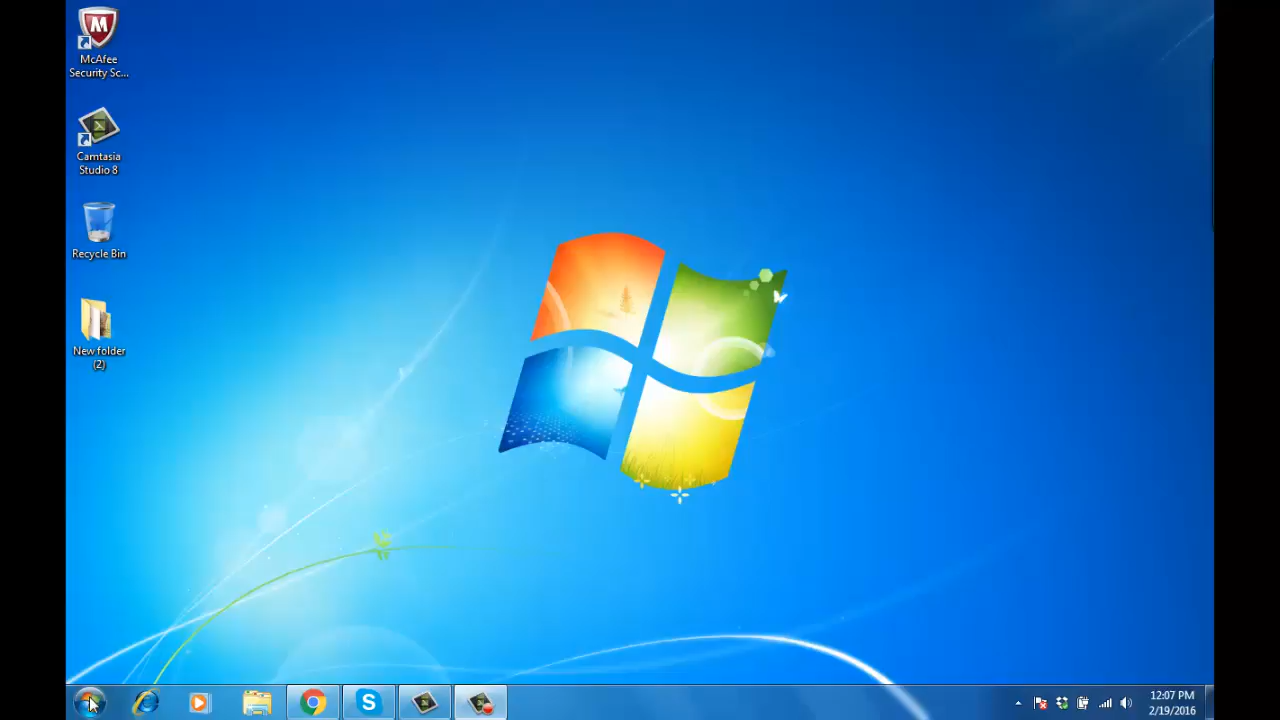 McAfee
Security Sc...
Camtasia
Studio 8
Recycle Bin
New folder
(2)
12:07 PM
2/19/2016